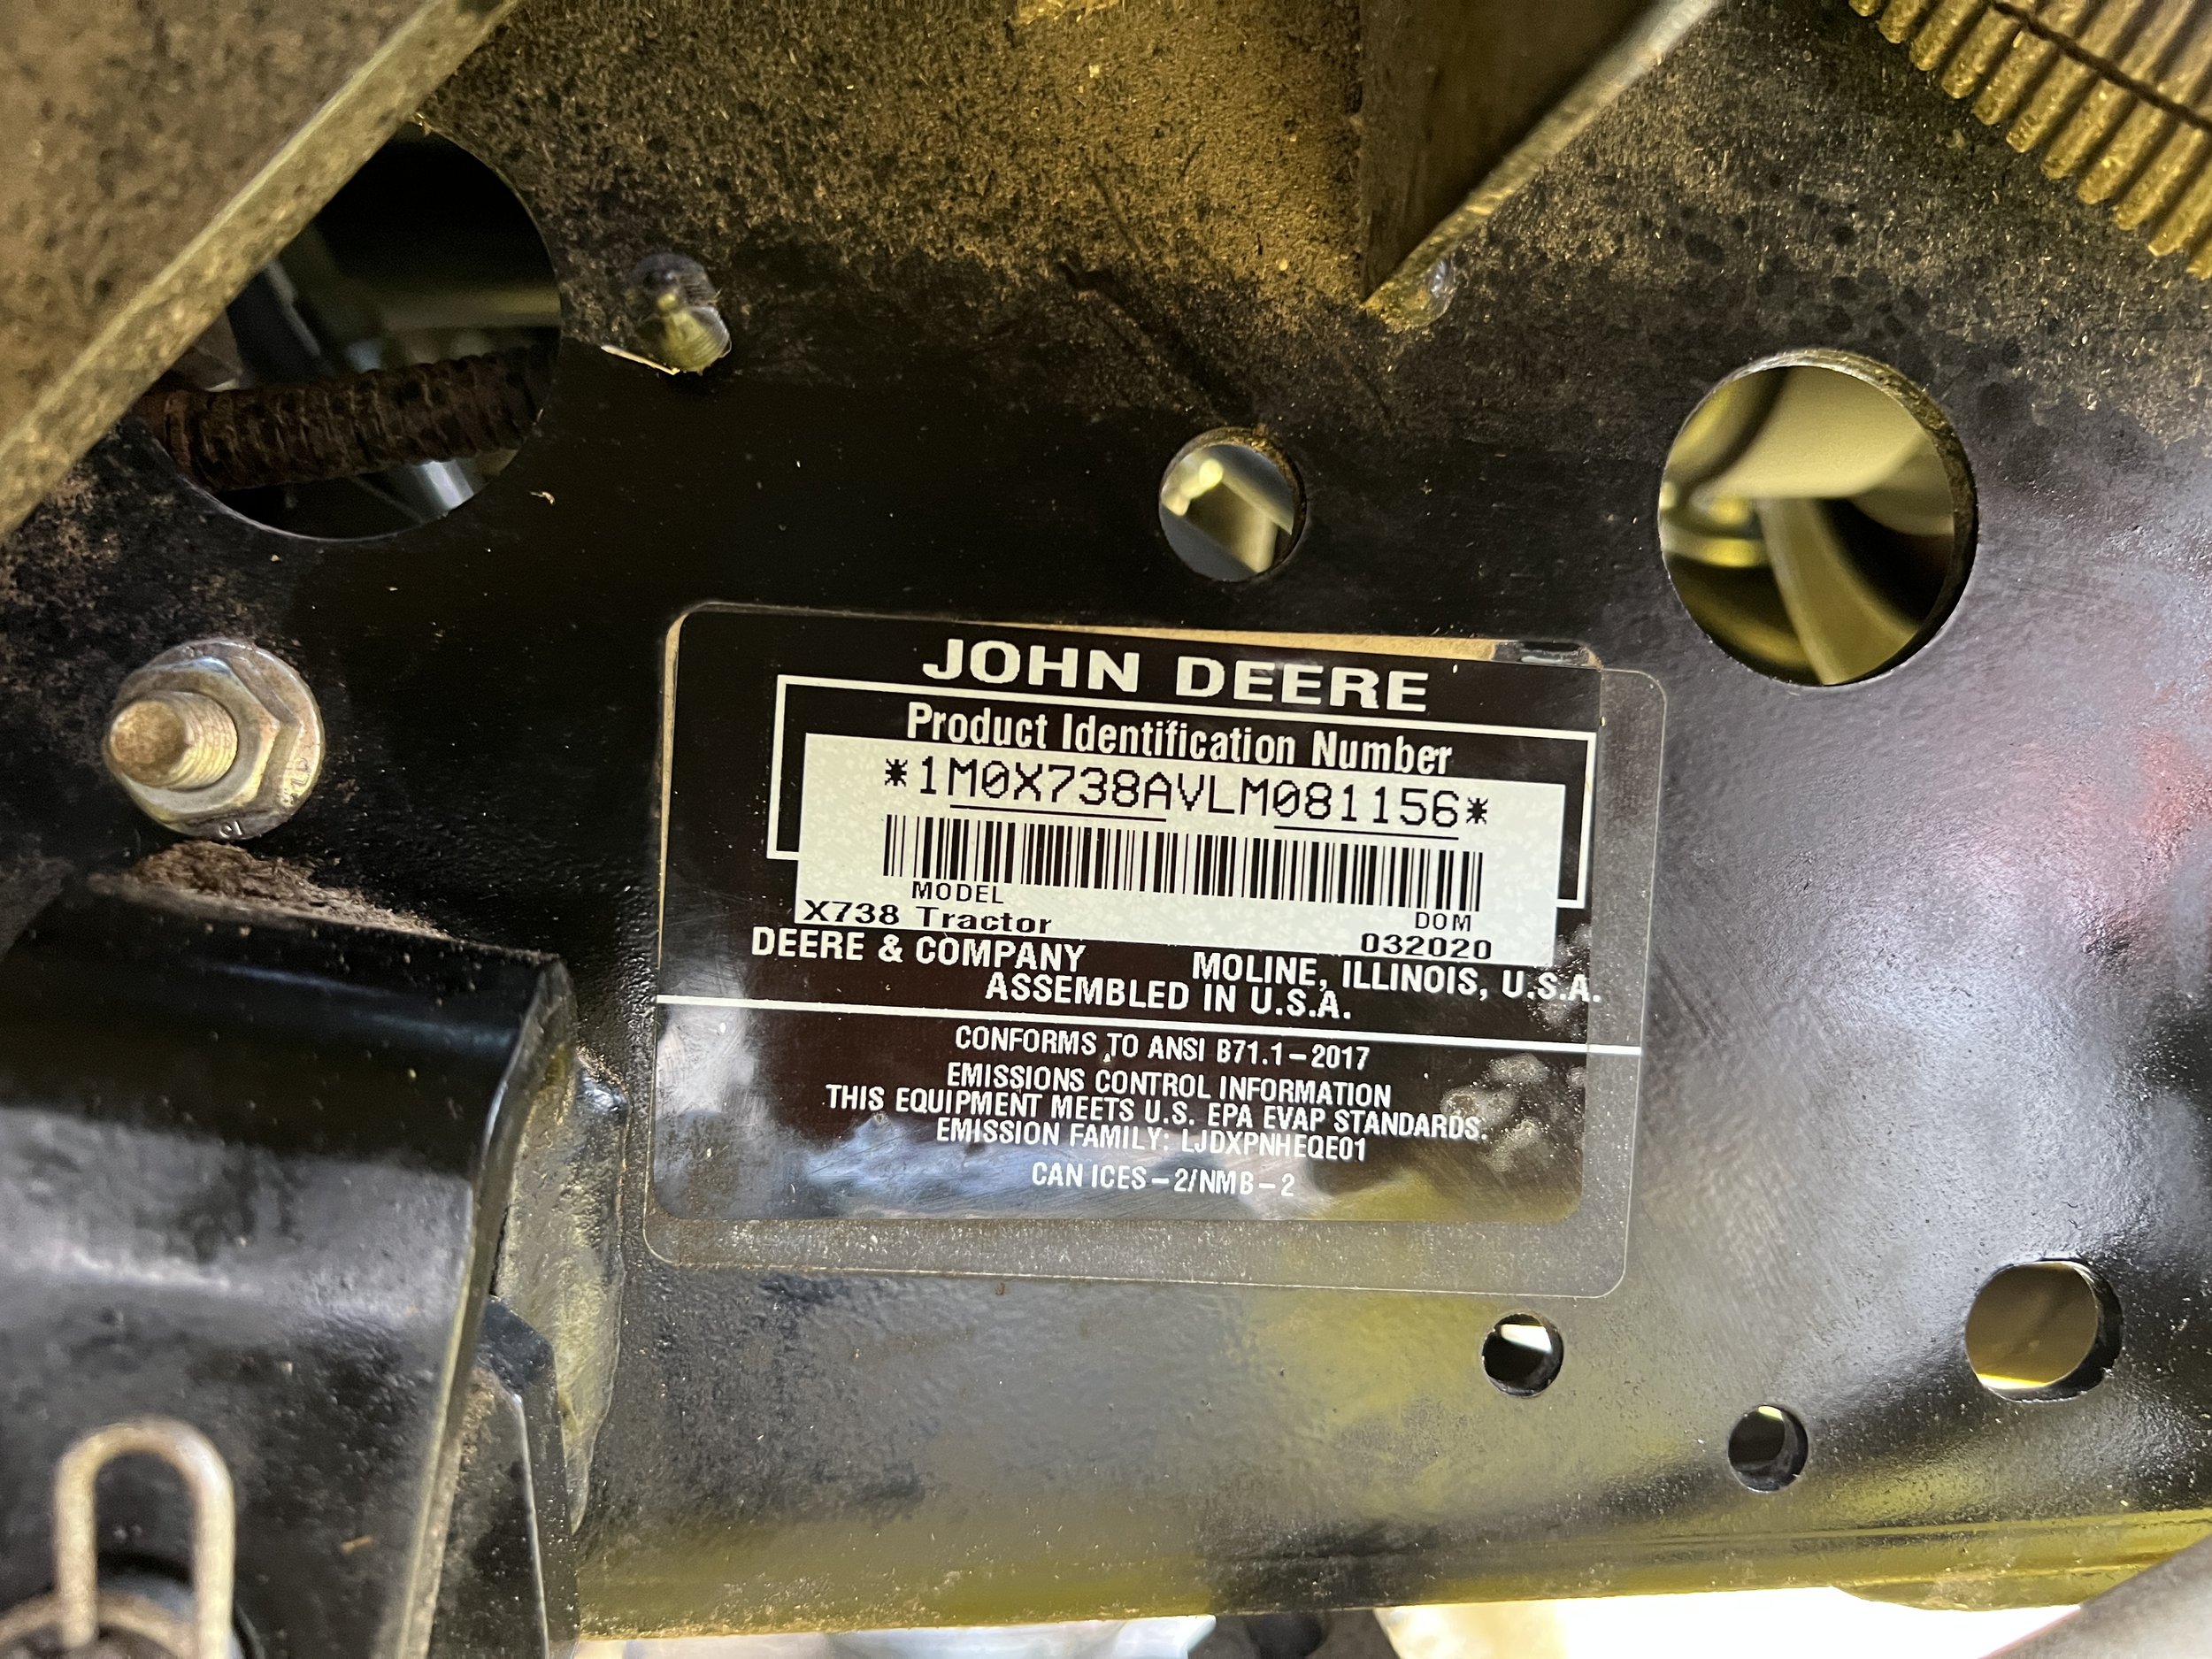 JOHN DEERE
Product Identification Number
*1M0X738AVLM081156*
MODEL DOM
X738 Tractor 032020
DEERE & COMPANY MOLINE, ILLINOIS, U.S.A.
ASSEMBLED IN U.S.A.
CONFORMS TO ANSI B71.1-2017
EMISSIONS CONTROL INFORMATION
THIS EQUIPMENT MEETS U.S. EPA EVAP STANDARDS.
EMISSION FAMILY: LJDXPNHEQE01
CAN ICES-2/NMB-2